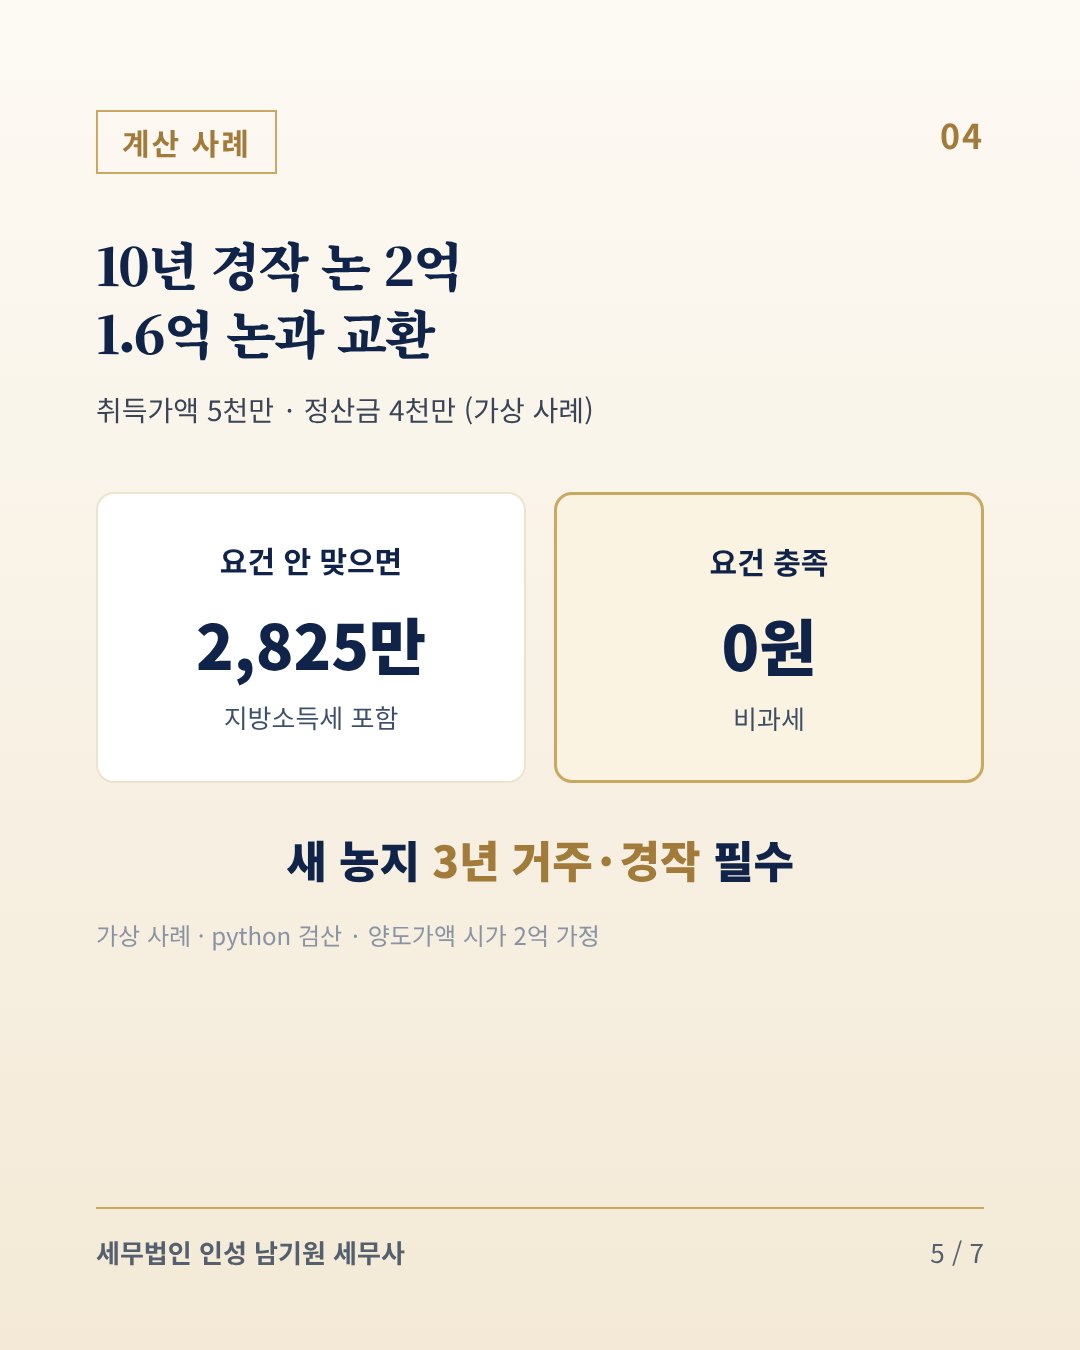 계산 사례
04
10년 경작 논 2억
1.6억 논과 교환
취득가액 5천만 · 정산금 4천만 (가상 사례)
요건 안 맞으면
2,825만
지방소득세 포함
요건 충족
0원
비과세
새 농지 3년 거주·경작 필수
가상 사례 · python 검산 · 양도가액 시가 2억 가정
세무법인 인성 남기원 세무사
5 / 7